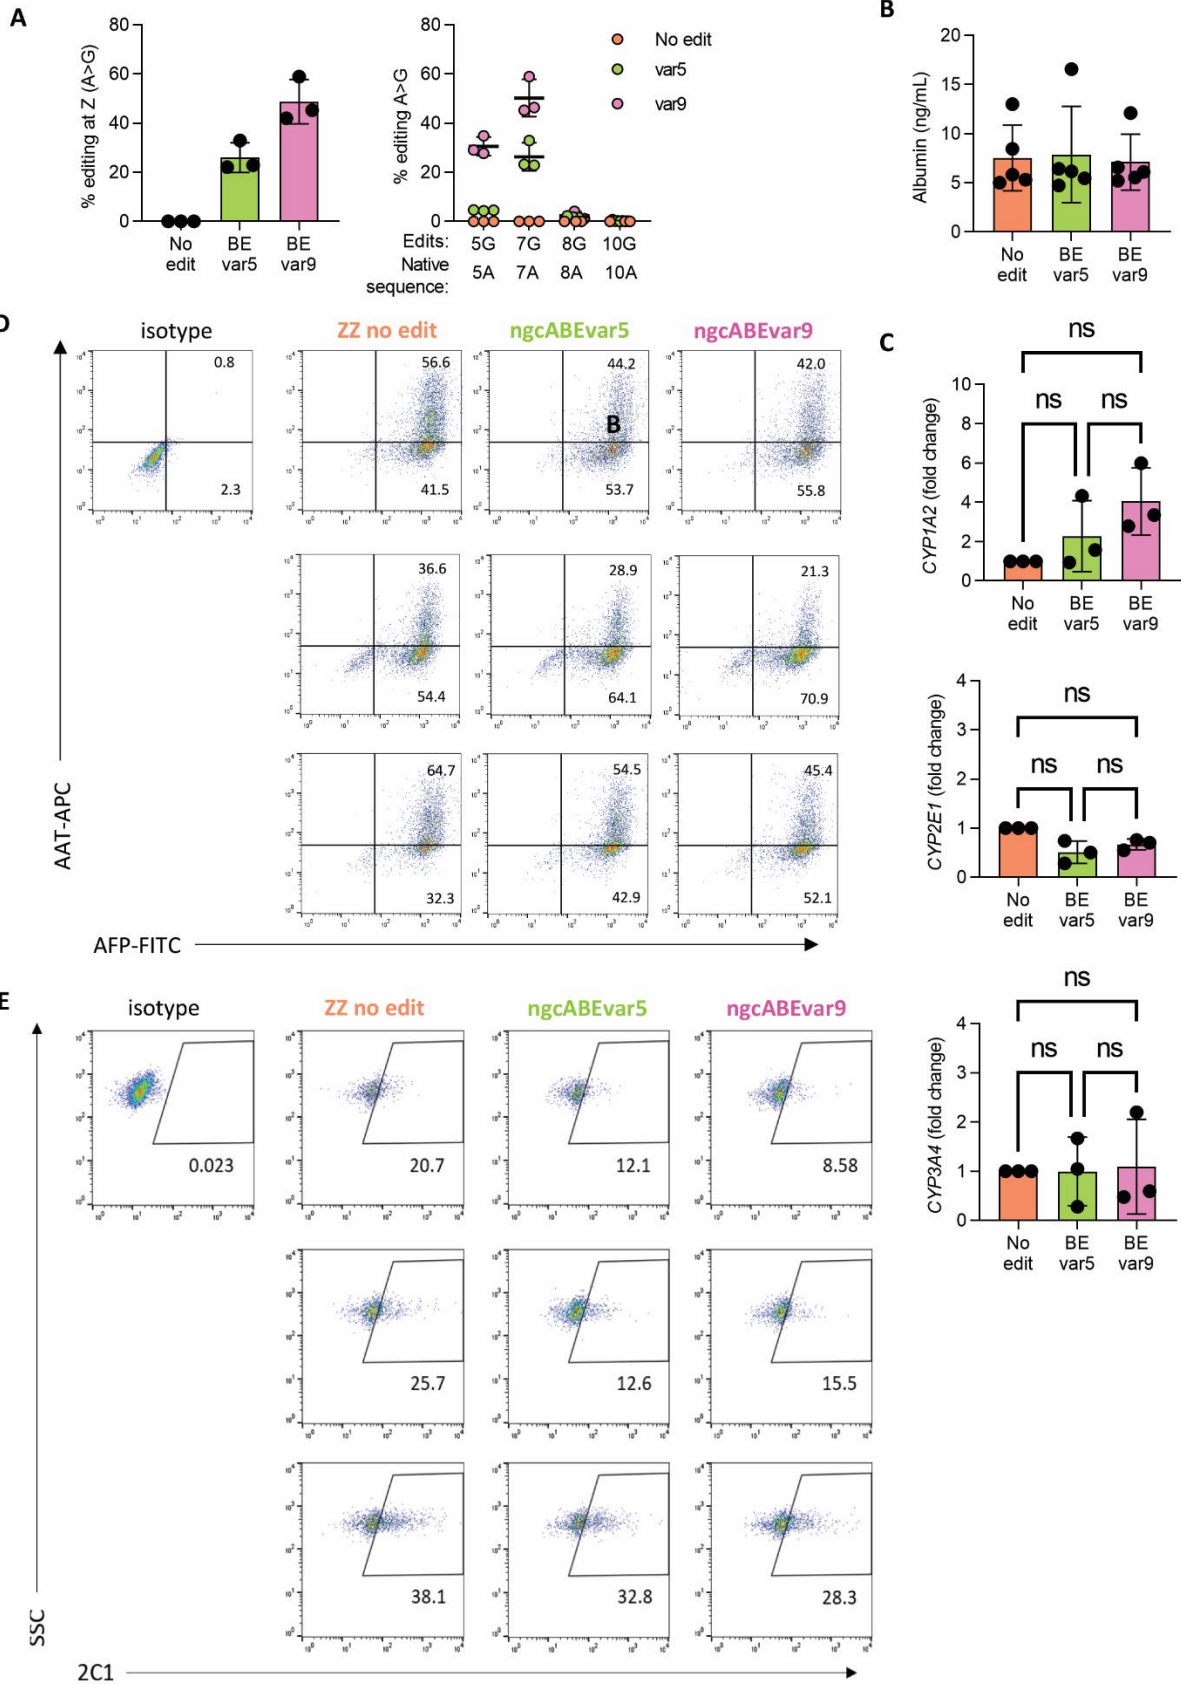 A
80
60
40
20
0
% editing at Z (A>G)
No edit
BE var5
BE var9
80
60
40
20
0
% editing A>G
No edit
var5
var9
Edits: 5G 7G 8G 10G
Native sequence: 5A 7A 8A 10A
B
20
15
10
5
0
Albumin (ng/mL)
No edit
BE var5
BE var9
D
isotype
ZZ no edit
ngcABEvar5
ngcABEvar9
0.8
2.3
56.6
41.5
44.2
B
53.7
42.0
55.8
36.6
54.4
28.9
64.1
21.3
70.9
64.7
32.3
54.5
42.9
45.4
52.1
AAT-APC
AFP-FITC
C
ns
ns ns
10
8
6
4
2
0
CYP1A2 (fold change)
No edit
BE var5
BE var9
ns
ns ns
4
3
2
1
0
CYP2E1 (fold change)
No edit
BE var5
BE var9
ns
ns ns
4
3
2
1
0
CYP3A4 (fold change)
No edit
BE var5
BE var9
E
isotype
ZZ no edit
ngcABEvar5
ngcABEvar9
0.023
20.7
12.1
8.58
25.7
12.6
15.5
38.1
32.8
28.3
SSC
2C1